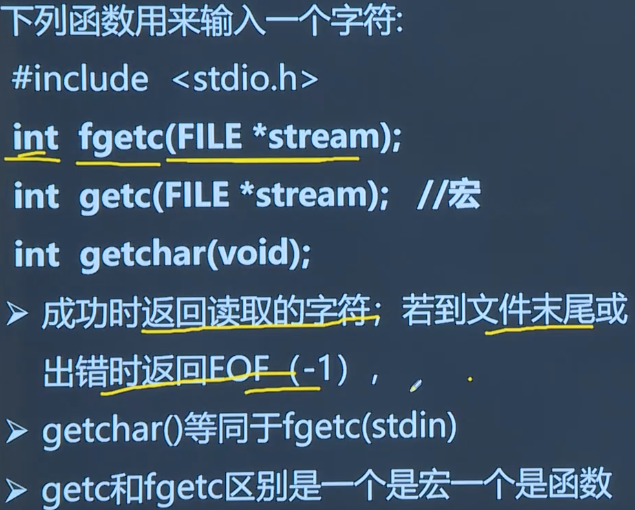 下列函数用来输入一个字符:
#include <stdio.h>
int fgetc(FILE *stream);
int getc(FILE *stream); //宏
int getchar(void);
➢ 成功时返回读取的字符；若到文件末尾或
出错时返回EOF（-1），
➢ getchar()等同于fgetc(stdin)
➢ getc和fgetc区别是一个是宏一个是函数